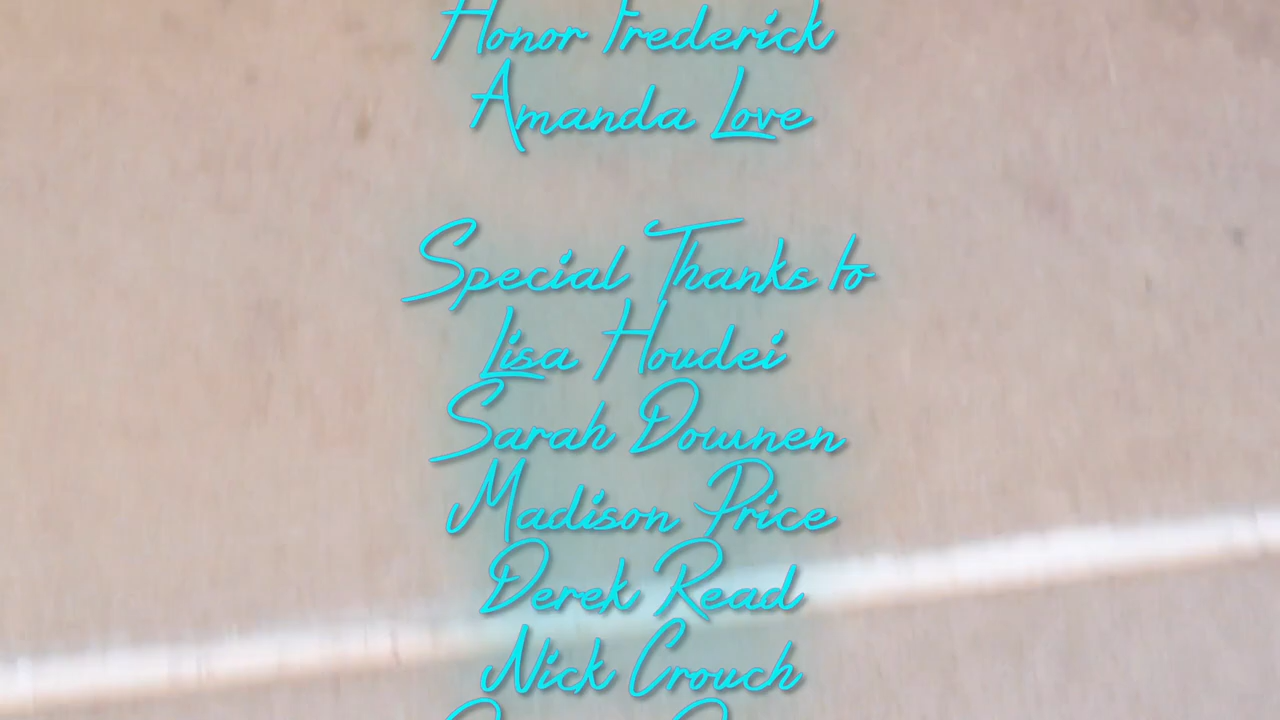 Honor Frederick
Amanda Love
Special Thanks to
Lisa Houdei
Sarah Downen
Madison Price
Derek Read
Nick Crouch